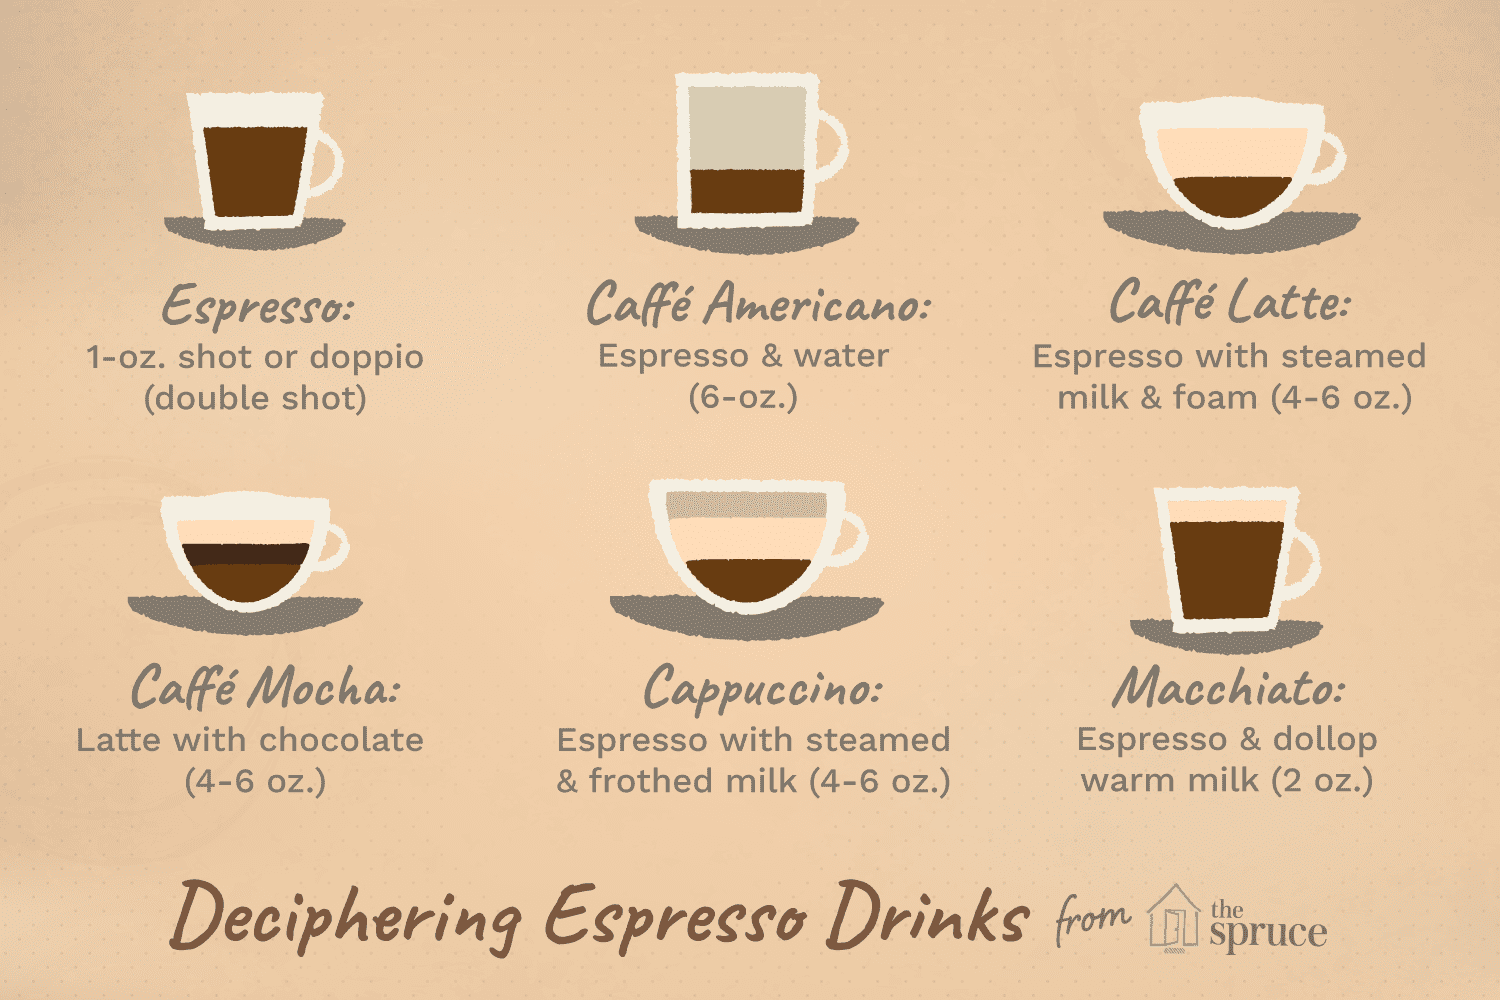 Espresso:
1-oz. shot or doppio
(double shot)
Caffé Americano:
Espresso & water
(6-oz.)
Caffé Latte:
Espresso with steamed
milk & foam (4-6 oz.)
Caffé Mocha:
Latte with chocolate
(4-6 oz.)
Cappuccino:
Espresso with steamed
& frothed milk (4-6 oz.)
Macchiato:
Espresso & dollop
warm milk (2 oz.)
Deciphering Espresso Drinks from
the
spruce